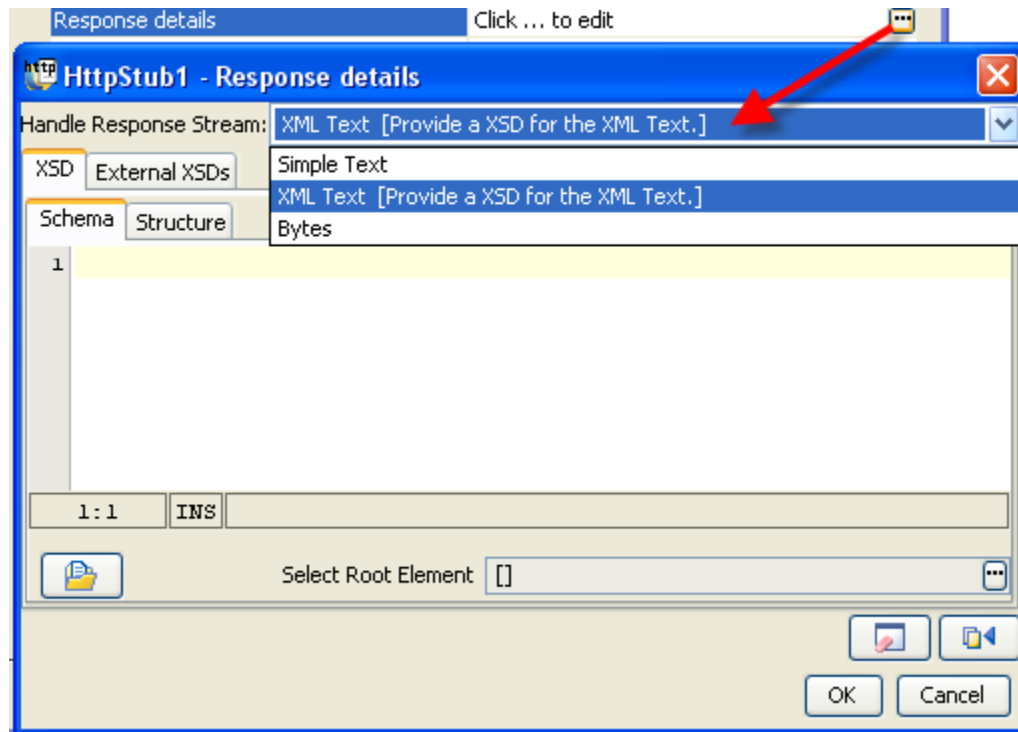 Response details Click ... to edit
http HttpStub1 - Response details
Handle Response Stream: XML Text [Provide a XSD for the XML Text.]
XSD External XSDs
Simple Text
XML Text [Provide a XSD for the XML Text.]
Schema Structure
Bytes
1
1:1 INS
Select Root Element []
OK Cancel